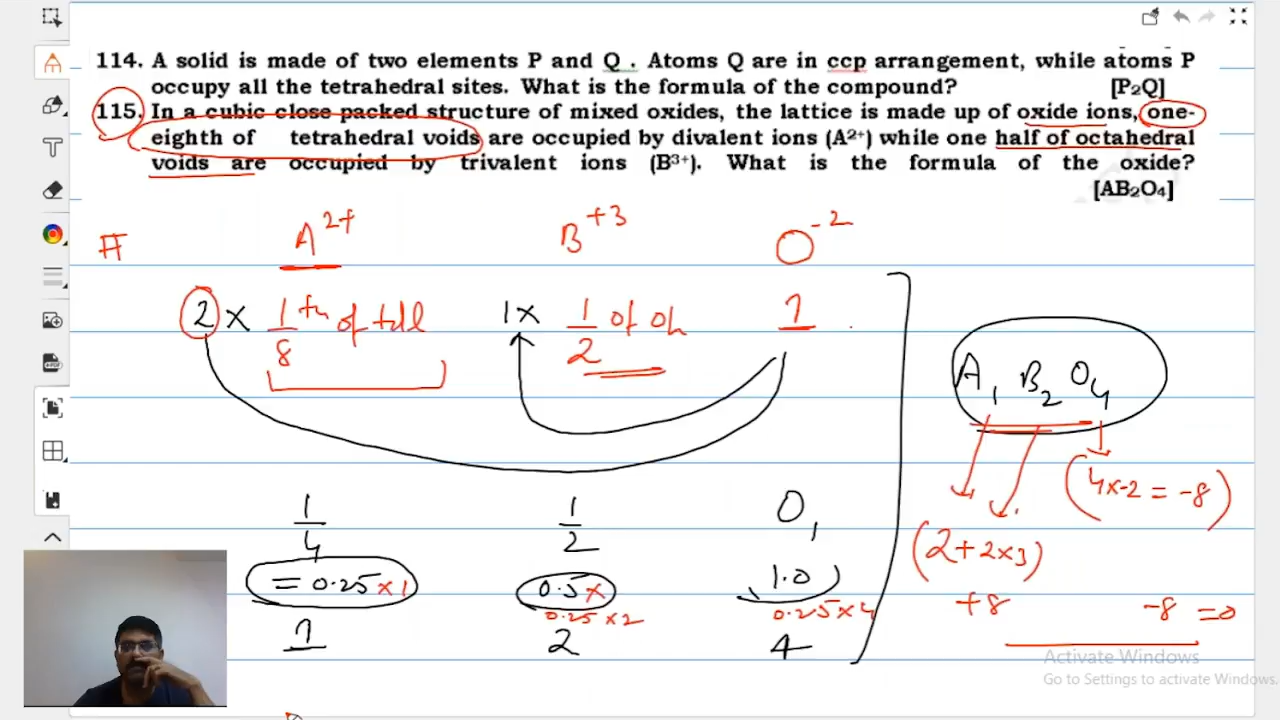 114. A solid is made of two elements P and Q . Atoms Q are in ccp arrangement, while atoms P
occupy all the tetrahedral sites. What is the formula of the compound? [P₂Q]
115. In a cubic close packed structure of mixed oxides, the lattice is made up of oxide ions, one-
eighth of tetrahedral voids are occupied by divalent ions (A²⁺) while one half of octahedral
voids are occupied by trivalent ions (B³⁺). What is the formula of the oxide?
[AB₂O₄]
A²⁺ B⁺³ O⁻²
2 × 1/8 th of tdl 1× 1/2 of oh 1
A₁ B₂ O₄
(4×-2 = -8)
1/4 1/2 O,
(2+2×3)
= 0.25 ×1 0.5 × 1.0
0.25 ×2 0.25×4
+8 -8 =0
1 2 4
Activate Windows
Go to Settings to activate Windows.